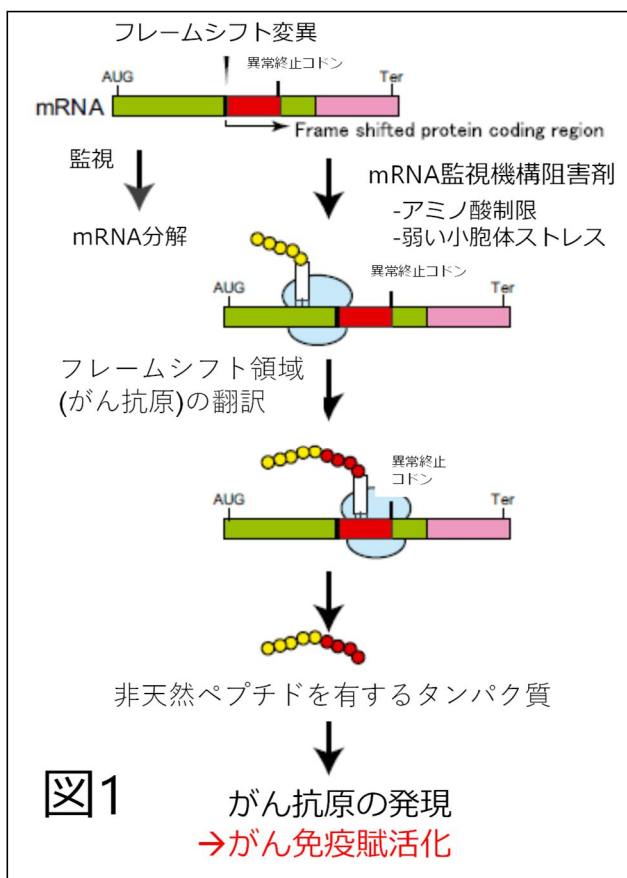 フレームシフト変異
異常終止コドン
AUG
Ter
mRNA
Frame shifted protein coding region
監視
mRNA監視機構阻害剤
-アミノ酸制限
-弱い小胞体ストレス
mRNA分解
異常終止コドン
AUG
Ter
フレームシフト領域
(がん抗原)の翻訳
異常終止
コドン
AUG
Ter
非天然ペプチドを有するタンパク質
図1
がん抗原の発現
→がん免疫賦活化